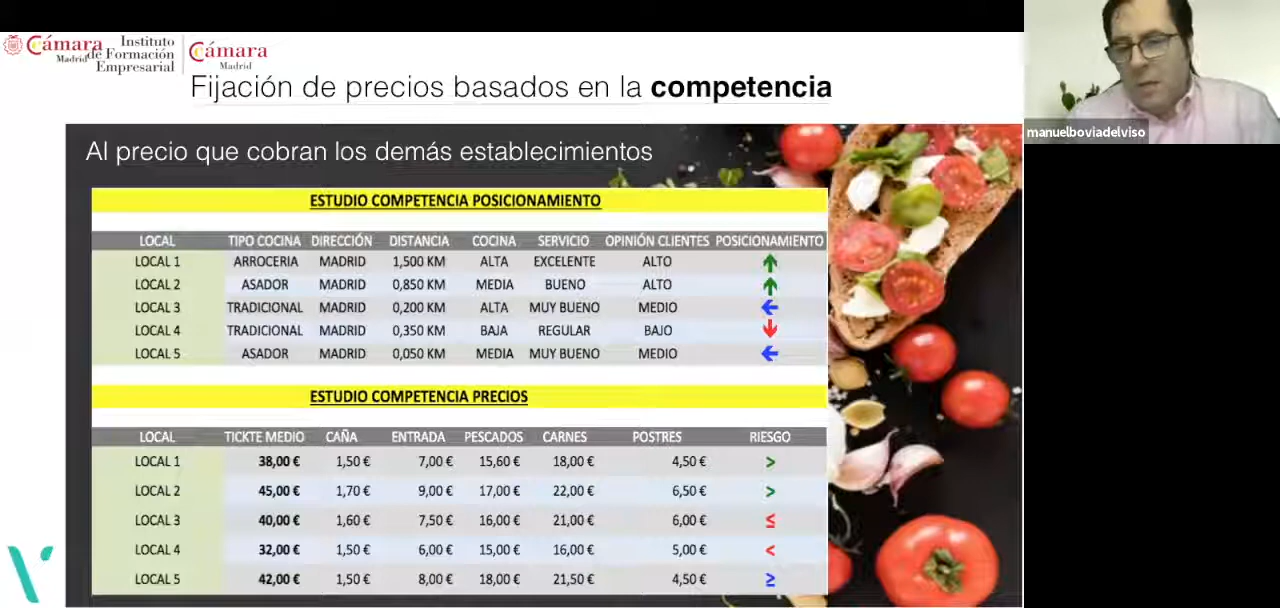 Cámara
Madrid
Instituto
de Formación
Empresarial
Cámara
Madrid
Fijación de precios basados en la competencia
manuelboviadelviso
Al precio que cobran los demás establecimientos
ESTUDIO COMPETENCIA POSICIONAMIENTO
LOCAL TIPO COCINA DIRECCIÓN DISTANCIA COCINA SERVICIO OPINIÓN CLIENTES POSICIONAMIENTO
LOCAL 1 ARROCERIA MADRID 1,500 KM ALTA EXCELENTE ALTO
LOCAL 2 ASADOR MADRID 0,850 KM MEDIA BUENO ALTO
LOCAL 3 TRADICIONAL MADRID 0,200 KM ALTA MUY BUENO MEDIO
LOCAL 4 TRADICIONAL MADRID 0,350 KM BAJA REGULAR BAJO
LOCAL 5 ASADOR MADRID 0,050 KM MEDIA MUY BUENO MEDIO
ESTUDIO COMPETENCIA PRECIOS
LOCAL TICKTE MEDIO CAÑA ENTRADA PESCADOS CARNES POSTRES RIESGO
LOCAL 1 38,00 € 1,50 € 7,00 € 15,60 € 18,00 € 4,50 € >
LOCAL 2 45,00 € 1,70 € 9,00 € 17,00 € 22,00 € 6,50 € >
LOCAL 3 40,00 € 1,60 € 7,50 € 16,00 € 21,00 € 6,00 € ≤
LOCAL 4 32,00 € 1,50 € 6,00 € 15,00 € 16,00 € 5,00 € <
LOCAL 5 42,00 € 1,50 € 8,00 € 18,00 € 21,50 € 4,50 € ≥